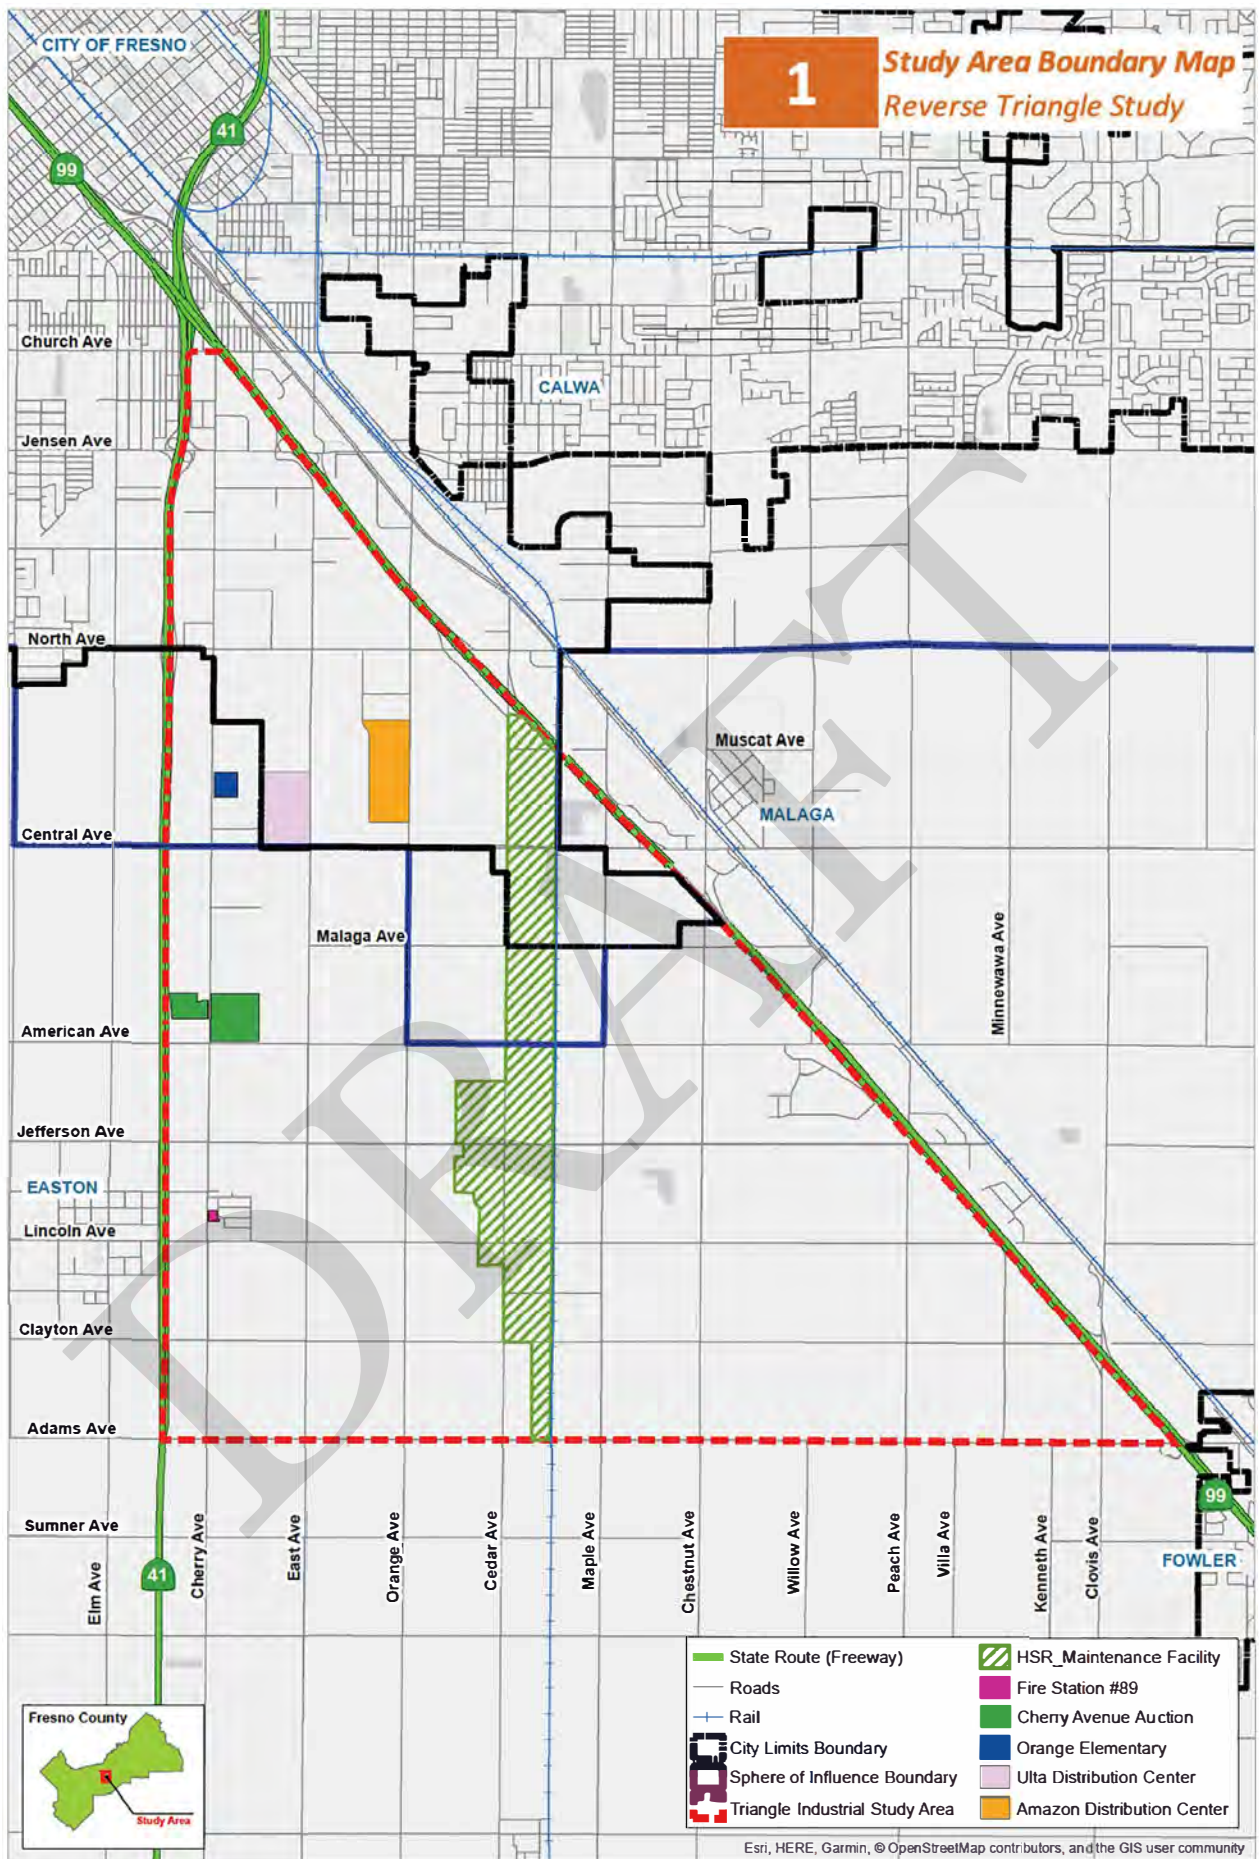 CITY OF FRESNO
1
Study Area Boundary Map
Reverse Triangle Study
41
99
Church Ave
CALWA
Jensen Ave
North Ave
Muscat Ave
MALAGA
Central Ave
Malaga Ave
Minnewawa Ave
American Ave
Jefferson Ave
EASTON
Lincoln Ave
Clayton Ave
Adams Ave
DRAFT
99
Sumner Ave
41
Elm Ave
Cherry Ave
East Ave
Orange Ave
Cedar Ave
Maple Ave
Chestnut Ave
Willow Ave
Peach Ave
Villa Ave
Kenneth Ave
Clovis Ave
FOWLER
State Route (Freeway)
Roads
Rail
City Limits Boundary
Sphere of Influence Boundary
Triangle Industrial Study Area
HSR_Maintenance Facility
Fire Station #89
Cherry Avenue Auction
Orange Elementary
Ulta Distribution Center
Amazon Distribution Center
Fresno County
Study Area
Esri, HERE, Garmin, © OpenStreetMap contributors, and the GIS user community